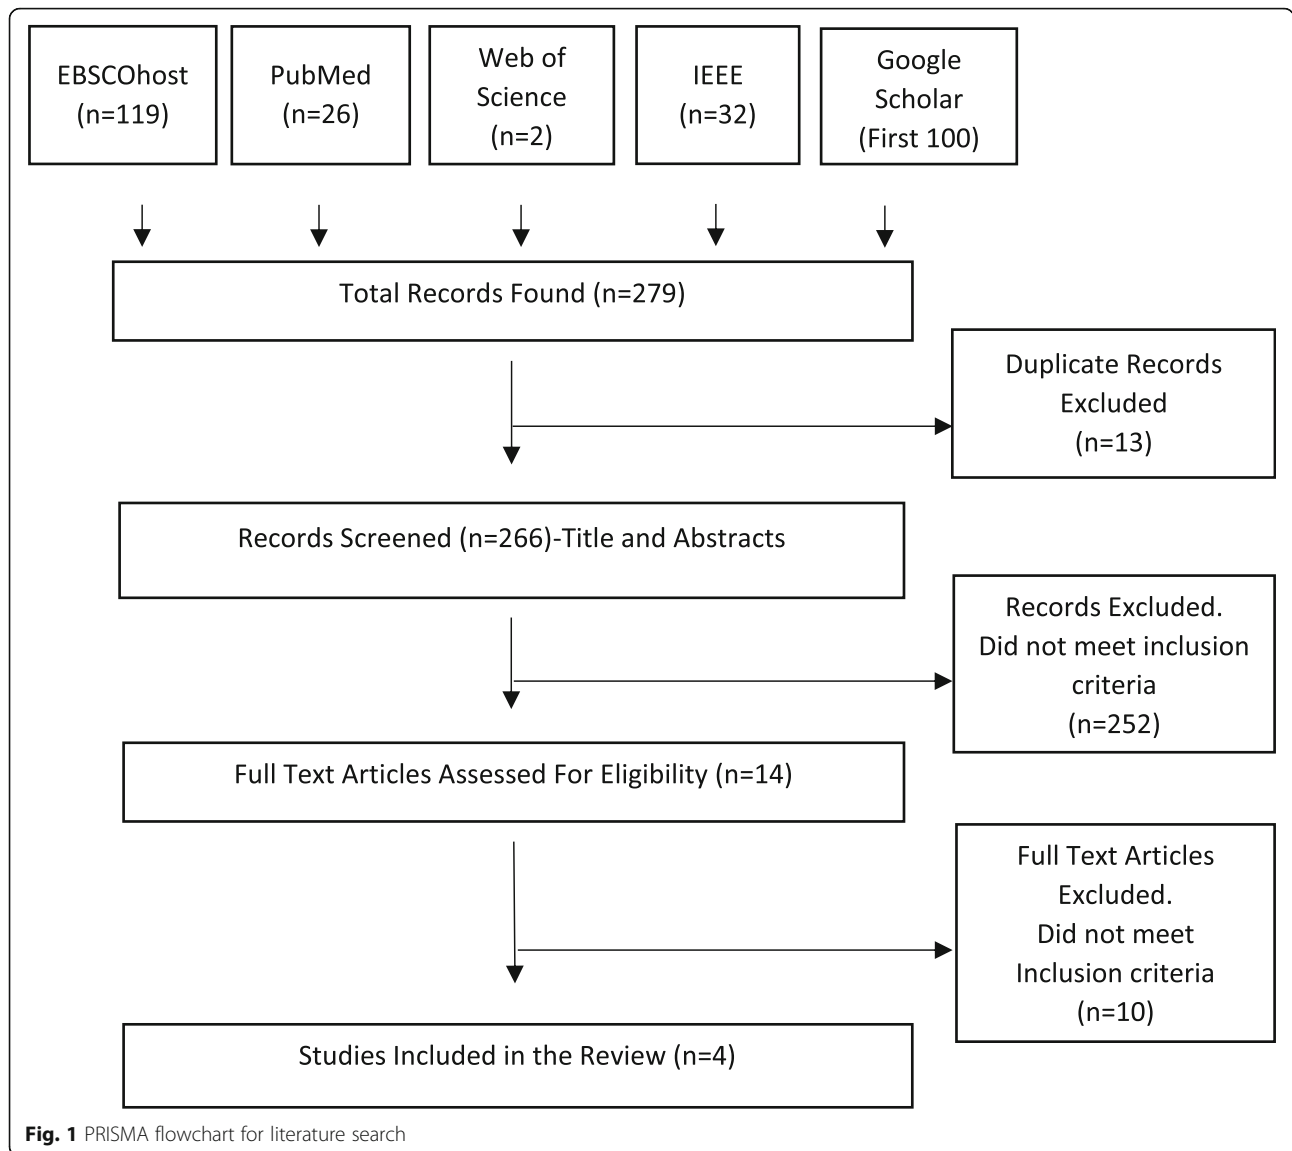 EBSCOhost
(n=119)
PubMed
(n=26)
Web of
Science
(n=2)
IEEE
(n=32)
Google
Scholar
(First 100)
Total Records Found (n=279)
Duplicate Records
Excluded
(n=13)
Records Screened (n=266)-Title and Abstracts
Records Excluded.
Did not meet inclusion
criteria
(n=252)
Full Text Articles Assessed For Eligibility (n=14)
Full Text Articles
Excluded.
Did not meet
Inclusion criteria
(n=10)
Studies Included in the Review (n=4)
Fig. 1 PRISMA flowchart for literature search